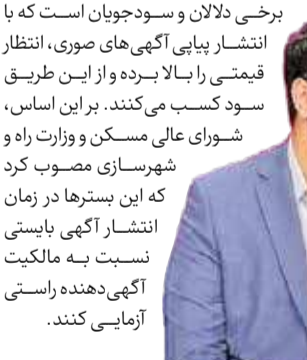 برخی دلالان و سودجویان است که با
انتشار پیاپی آگهی‌های صوری، انتظار
قیمتی را بالا برده و از این طریق
سود کسب می‌کنند. بر این اساس،
شورای عالی مسکن و وزارت راه و
شهرسازی مصوب کرد
که این بسترها در زمان
انتشار آگهی بایستی
نسبت به مالکیت
آگهی‌دهنده راستی
آزمایی کنند.